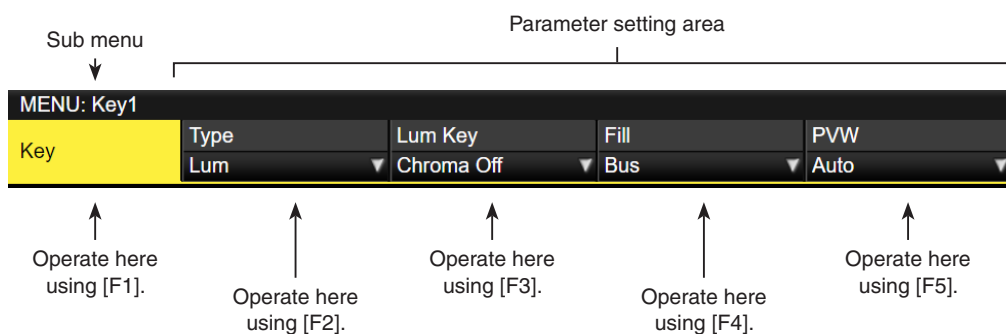 Parameter setting area
Sub menu
MENU: Key1
Key
Type
Lum Key
Fill
PVW
Lum
Chroma Off
Bus
Auto
Operate here
using [F1].
Operate here
using [F2].
Operate here
using [F3].
Operate here
using [F4].
Operate here
using [F5].